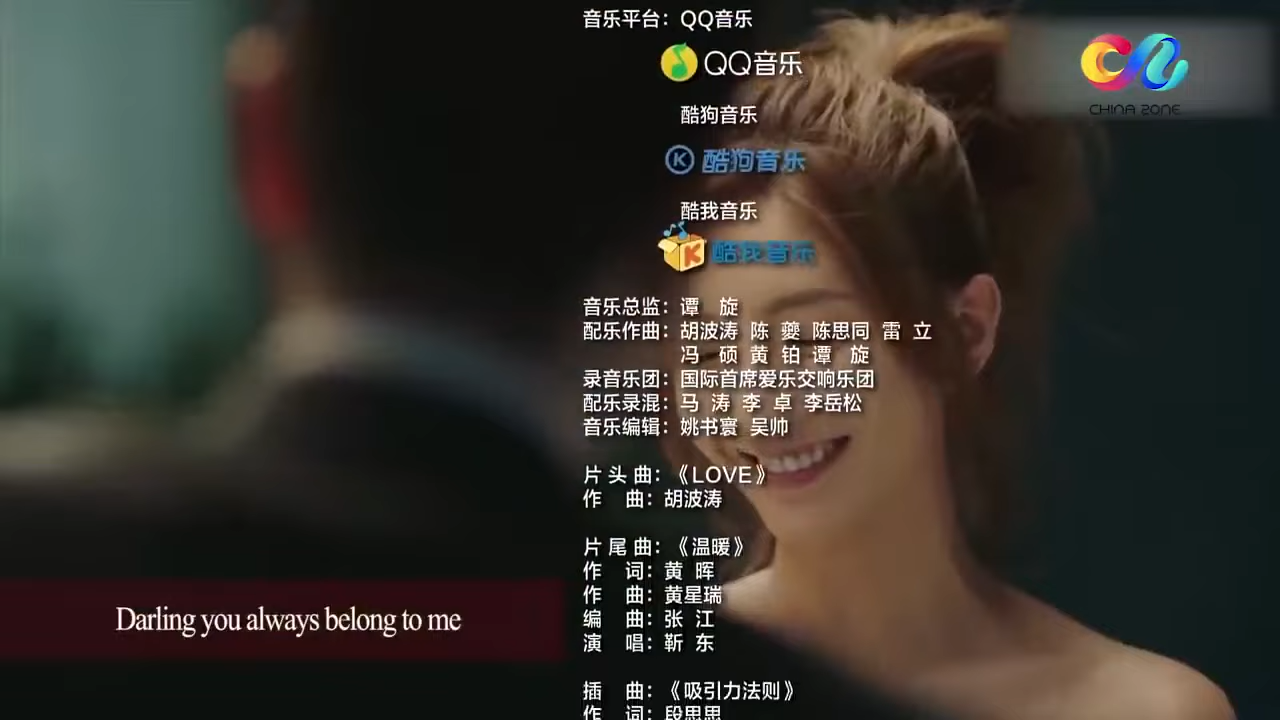 音乐平台：QQ音乐
QQ音乐
酷狗音乐
K 酷狗音乐
酷我音乐
K 酷我音乐
CHINA ZONE
音乐总监：谭 旋
配乐作曲：胡波涛 陈 夔 陈思同 雷 立
冯 硕 黄 铂 谭 旋
录音乐团：国际首席爱乐交响乐团
配乐录混：马 涛 李 卓 李岳松
音乐编辑：姚书寰 吴帅
片头曲：《LOVE》
作 曲：胡波涛
片尾曲：《温暖》
作 词：黄 晖
作 曲：黄星瑞
编 曲：张 江
演 唱：靳 东
插 曲：《吸引力法则》
作 词：段思思
Darling you always belong to me